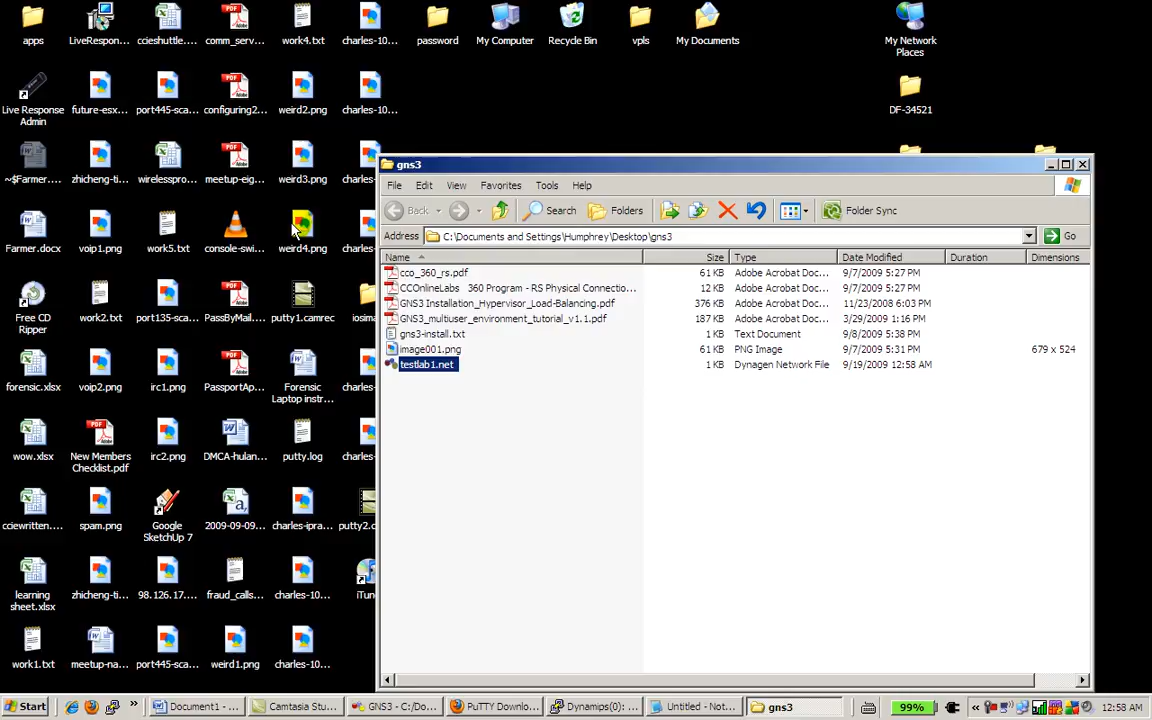 apps LiveRespon... ccieshuttle... comm_serv... work4.txt charles-10... password My Computer Recycle Bin vpls My Documents My Network Places
Live Response Admin future-esx... port445-sca... configuring2... weird2.png charles-10... DF-34521
~$Farmer.... zhicheng-ti... wirelesspro... meetup-eig... weird3.png charles-
Farmer.docx voip1.png work5.txt console-swi... weird4.png charles-
Free CD Ripper work2.txt port135-sca... PassByMail.... putty1.camrec iosima
forensic.xlsx voip2.png irc1.png PassportAp... Forensic Laptop instr... charles-
wow.xlsx New Members Checklist.pdf irc2.png DMCA-hulan... putty.log charles-
cciewritten.... spam.png Google SketchUp 7 2009-09-09... charles-ipra... putty2.c
learning sheet.xlsx zhicheng-ti... 98.126.17.... fraud_calls... charles-10... iTun
work1.txt meetup-na... port445-sca... weird1.png charles-10...
gns3
File Edit View Favorites Tools Help
Back Search Folders Folder Sync
Address C:\Documents and Settings\Humphrey\Desktop\gns3 Go
Name Size Type Date Modified Duration Dimensions
cco_360_rs.pdf 61 KB Adobe Acrobat Doc... 9/7/2009 5:27 PM
CCOnlineLabs 360 Program - RS Physical Connectio... 12 KB Adobe Acrobat Doc... 9/7/2009 5:27 PM
GNS3 Installation_Hypervisor_Load-Balancing.pdf 376 KB Adobe Acrobat Doc... 11/23/2008 6:03 PM
GNS3_multiuser_environment_tutorial_v1.1.pdf 187 KB Adobe Acrobat Doc... 3/29/2009 1:16 PM
gns3-install.txt 1 KB Text Document 9/8/2009 5:38 PM
image001.png 61 KB PNG Image 9/7/2009 5:31 PM 679 x 524
testlab1.net 1 KB Dynagen Network File 9/19/2009 12:58 AM
Start » Document1 - ... Camtasia Stu... GNS3 - C:/Do... PuTTY Downlo... Dynamips(0): ... Untitled - Not... gns3 99% « 12:58 AM